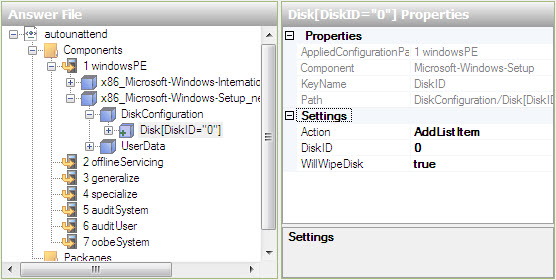 Answer File
autounattend
Components
1 windowsPE
x86_Microsoft-Windows-Internatio
x86_Microsoft-Windows-Setup_ne
DiskConfiguration
Disk[DiskID="0"]
UserData
2 offlineServicing
3 generalize
4 specialize
5 auditSystem
6 auditUser
7 oobeSystem
Packages
Disk[DiskID="0"] Properties
Properties
AppliedConfigurationPa 1 windowsPE
Component Microsoft-Windows-Setup
KeyName DiskID
Path DiskConfiguration/Disk[DiskI
Settings
Action AddListItem
DiskID 0
WillWipeDisk true
Settings